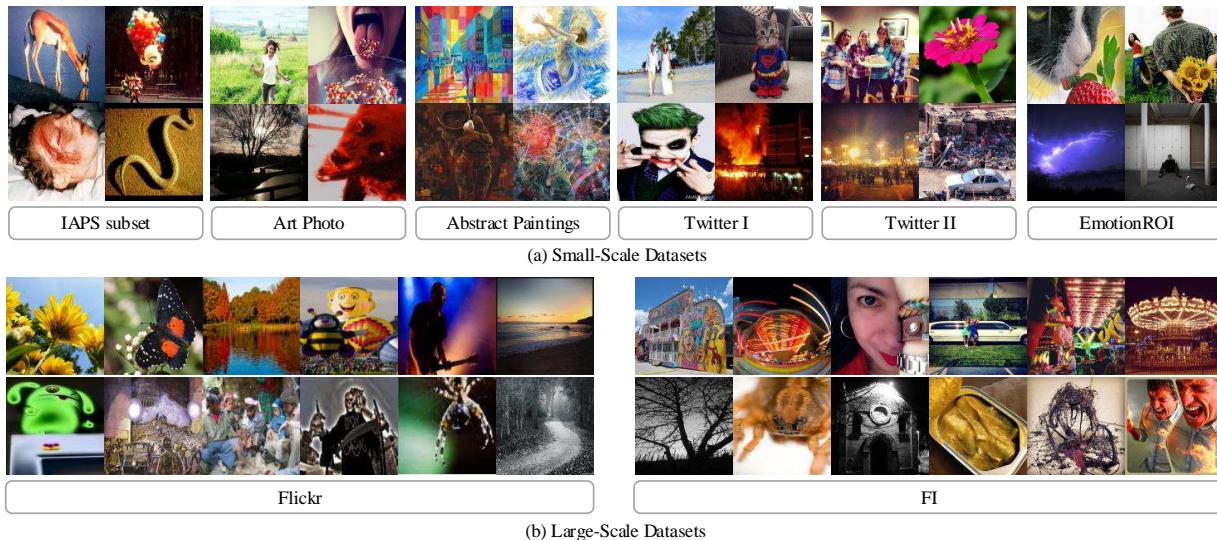 IAPS subset
Art Photo
Abstract Paintings
Twitter I
Twitter II
EmotionROI
(a) Small-Scale Datasets
Flickr
FI
(b) Large-Scale Datasets